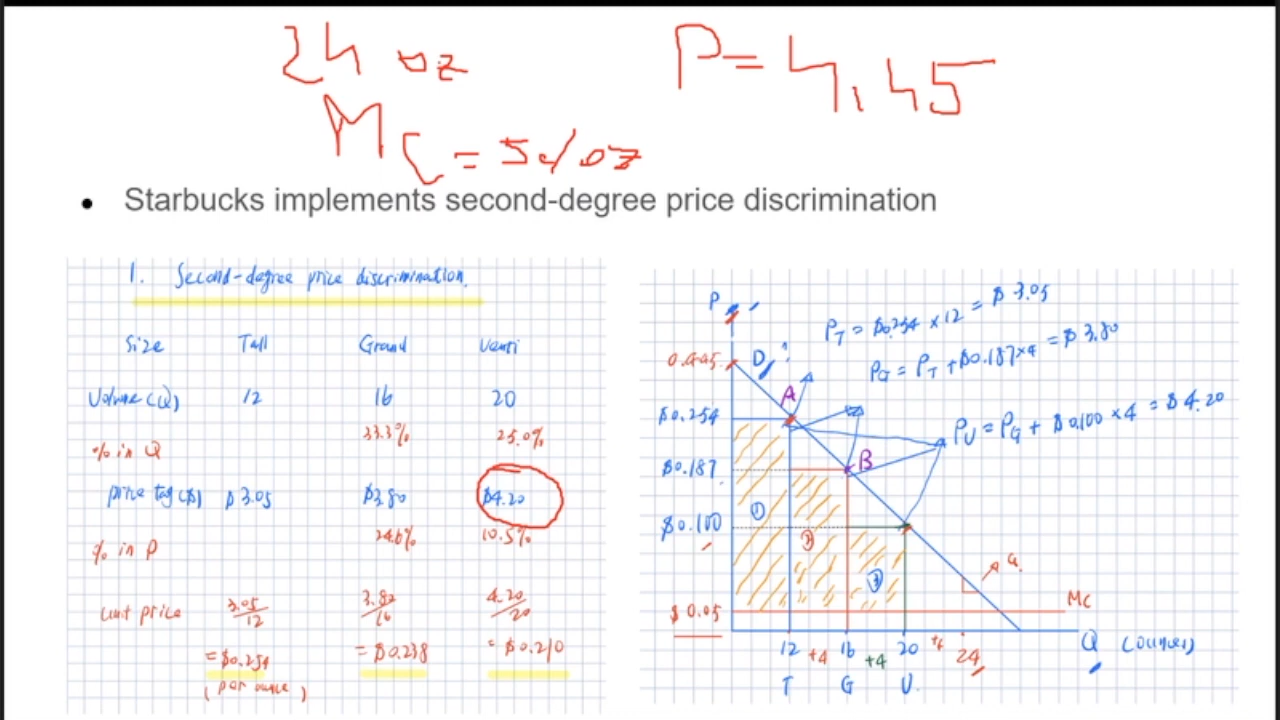 24 oz
P = 4.45
MC = 5¢/oz
• Starbucks implements second-degree price discrimination
1. Second-degree price discrimination.
Size Tall Grand Venti
Volume (Q) 12 16 20
% in Q 33.3% 25.0%
price tag ($) $3.05 $3.80 $4.20
% in P 24.6% 10.5%
unit price 3.05/12 3.80/16 4.20/20
= $0.254 = $0.238 = $0.210
(per ounce)
P
PT = $0.254 × 12 = $3.05
PG = PT + $0.187×4 = $3.80
PV = PG + $0.100 × 4 = $4.20
D
A
$0.254
B
$0.187
①
$0.100
③
$0.05
MC
12 +4 16 +4 20 +4 24
Q (ounces)
T G V